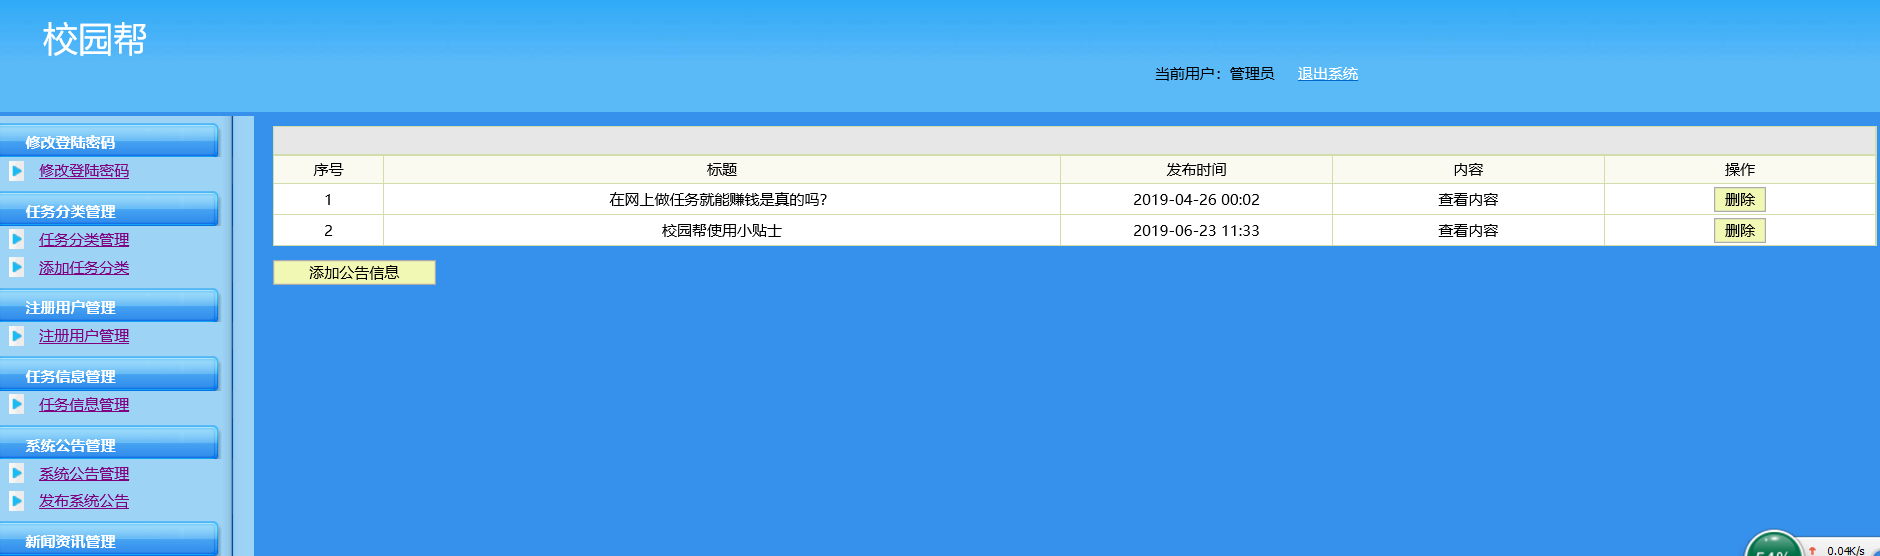 校园帮
当前用户：管理员 退出系统
修改登陆密码
修改登陆密码
任务分类管理
任务分类管理
添加任务分类
注册用户管理
注册用户管理
任务信息管理
任务信息管理
系统公告管理
系统公告管理
发布系统公告
新闻资讯管理
序号 标题 发布时间 内容 操作
1 在网上做任务就能赚钱是真的吗? 2019-04-26 00:02 查看内容 删除
2 校园帮使用小贴士 2019-06-23 11:33 查看内容 删除
添加公告信息
0.04K/s